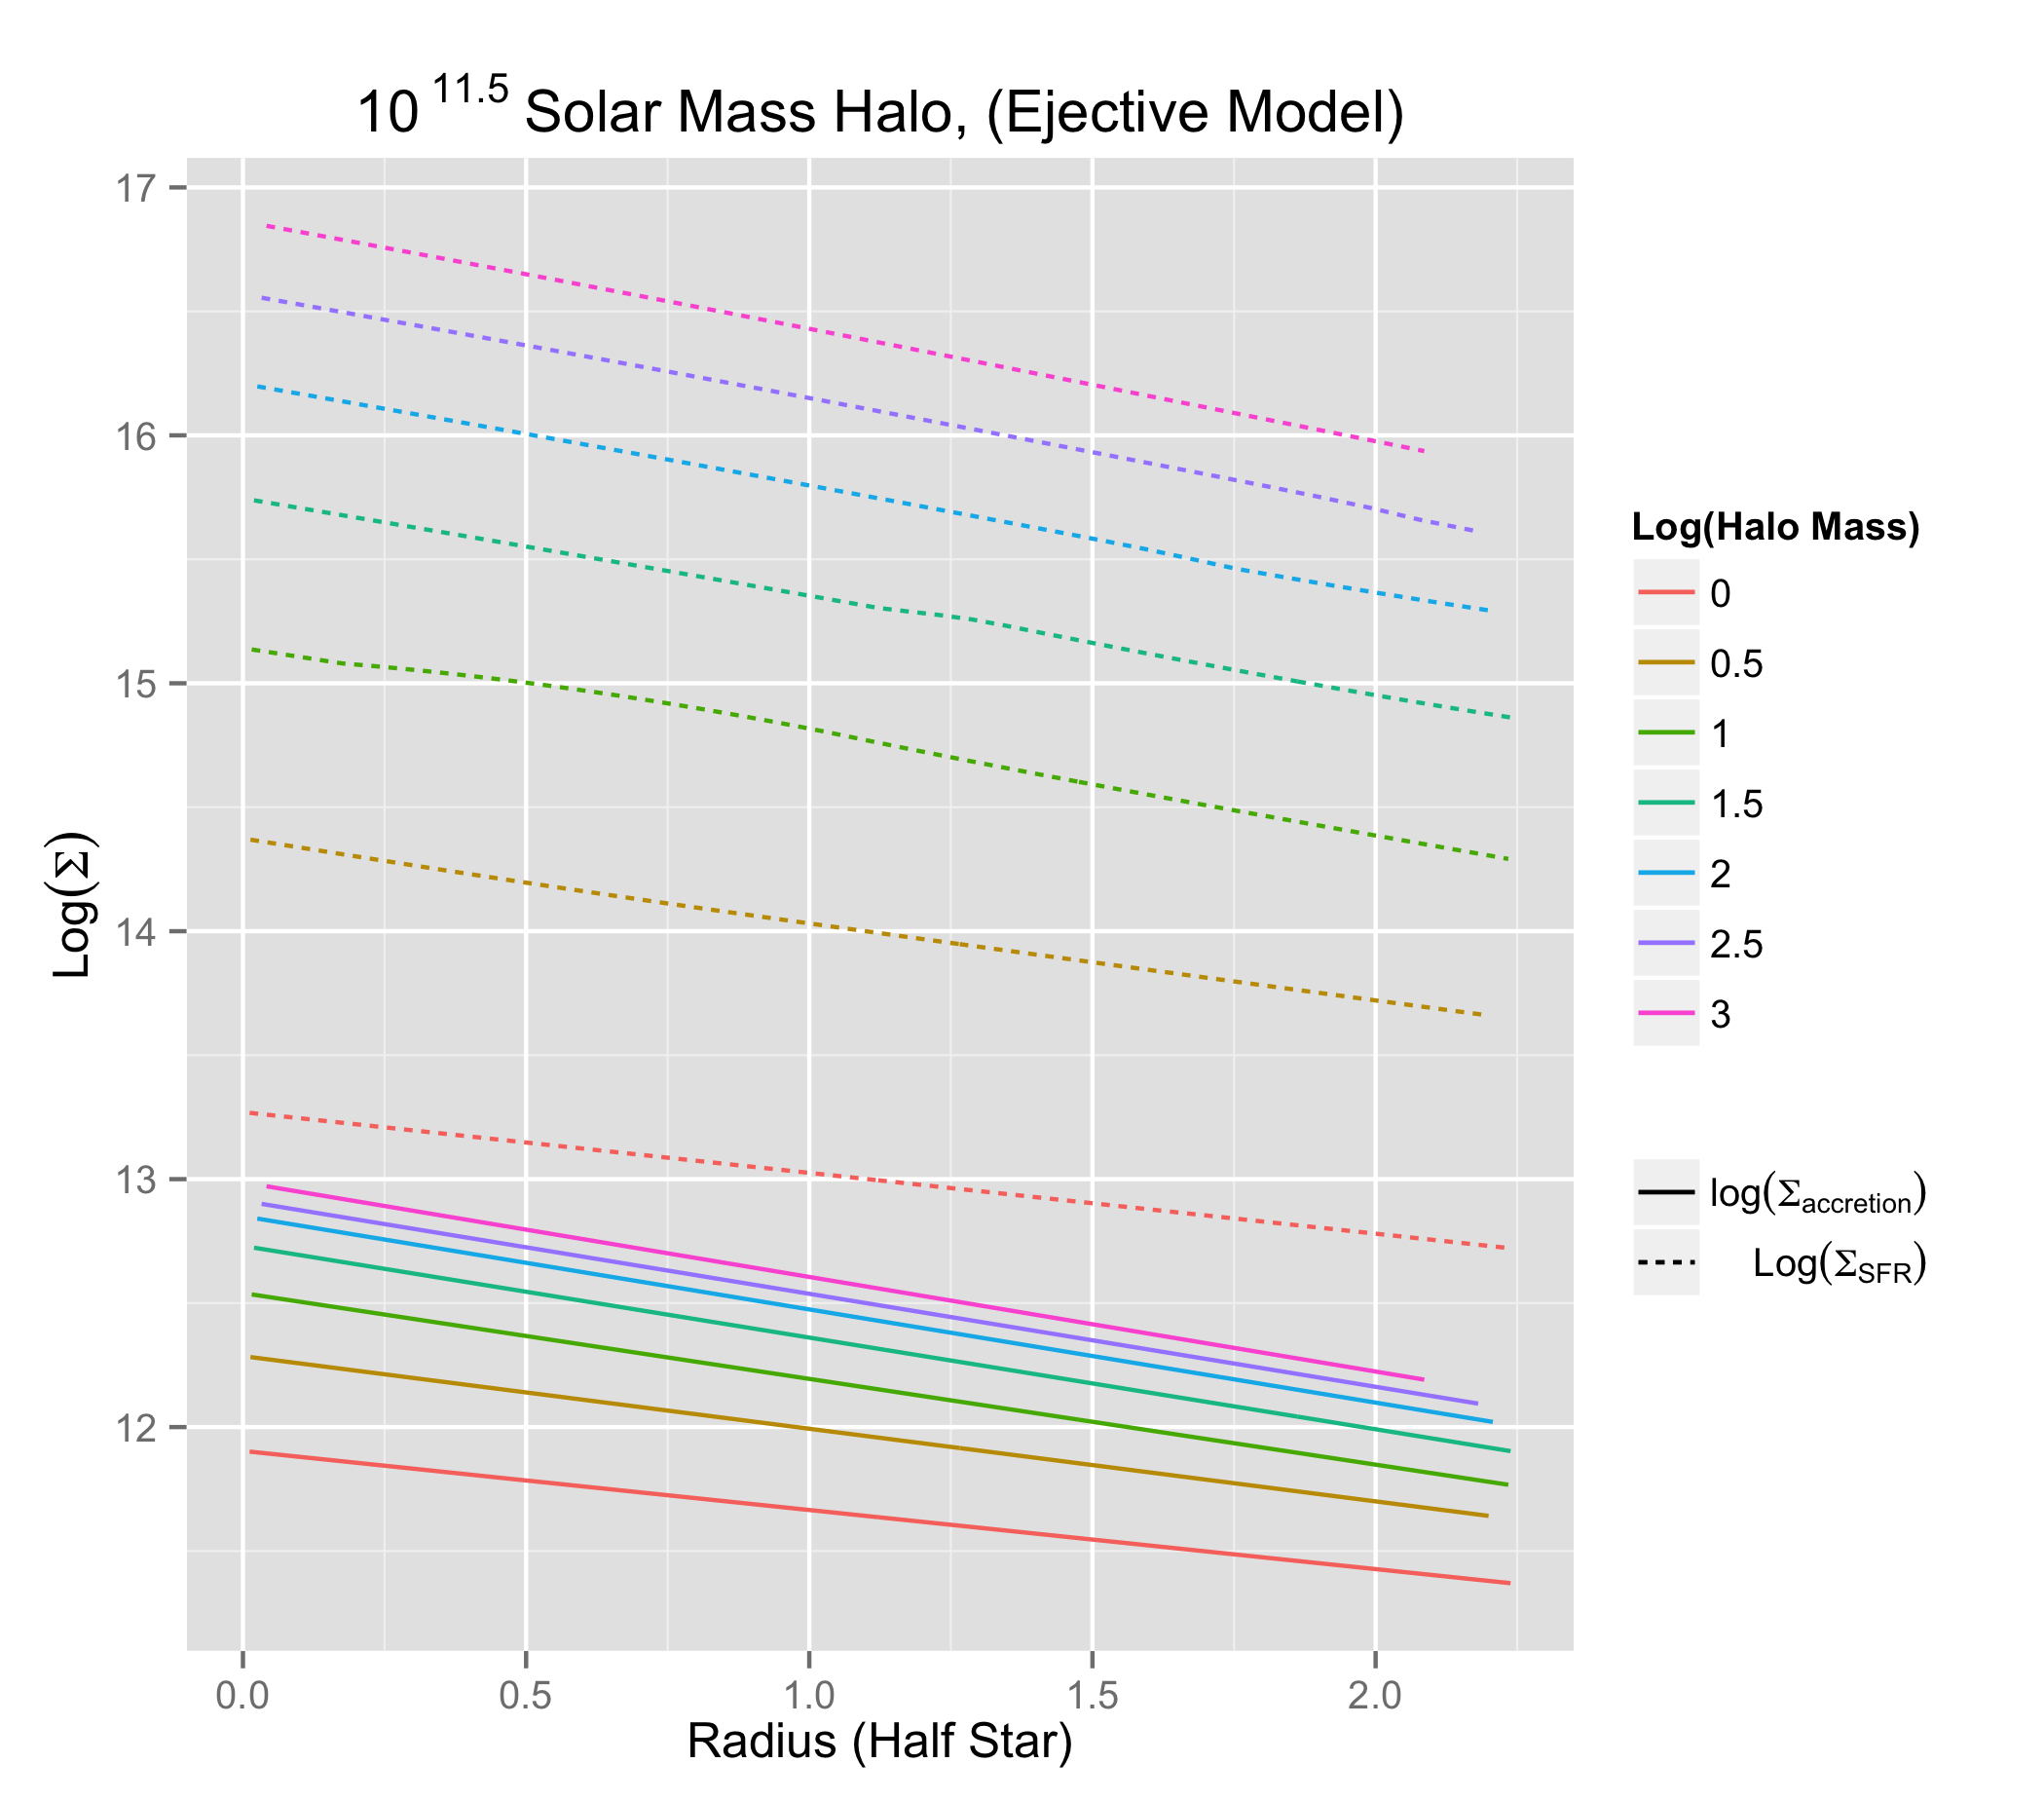 10^11.5 Solar Mass Halo, (Ejective Model)
17
16
15
14
13
12
Log(Σ)
0.0 0.5 1.0 1.5 2.0
Radius (Half Star)
Log(Halo Mass)
0
0.5
1
1.5
2
2.5
3
log(Σaccretion)
Log(ΣSFR)